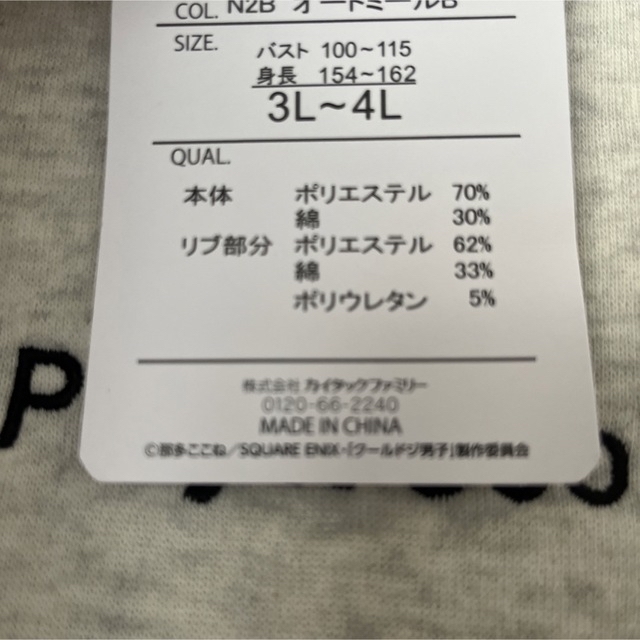 COL. N2B オートミールB
SIZE. バスト 100~115
身長 154~162
3L~4L
QUAL.
本体 ポリエステル 70%
綿 30%
リブ部分 ポリエステル 62%
綿 33%
ポリウレタン 5%
株式会社 カイタックファミリー
0120-66-2240
MADE IN CHINA
©那多ここね/SQUARE ENIX・「クールドジ男子」製作委員会
P